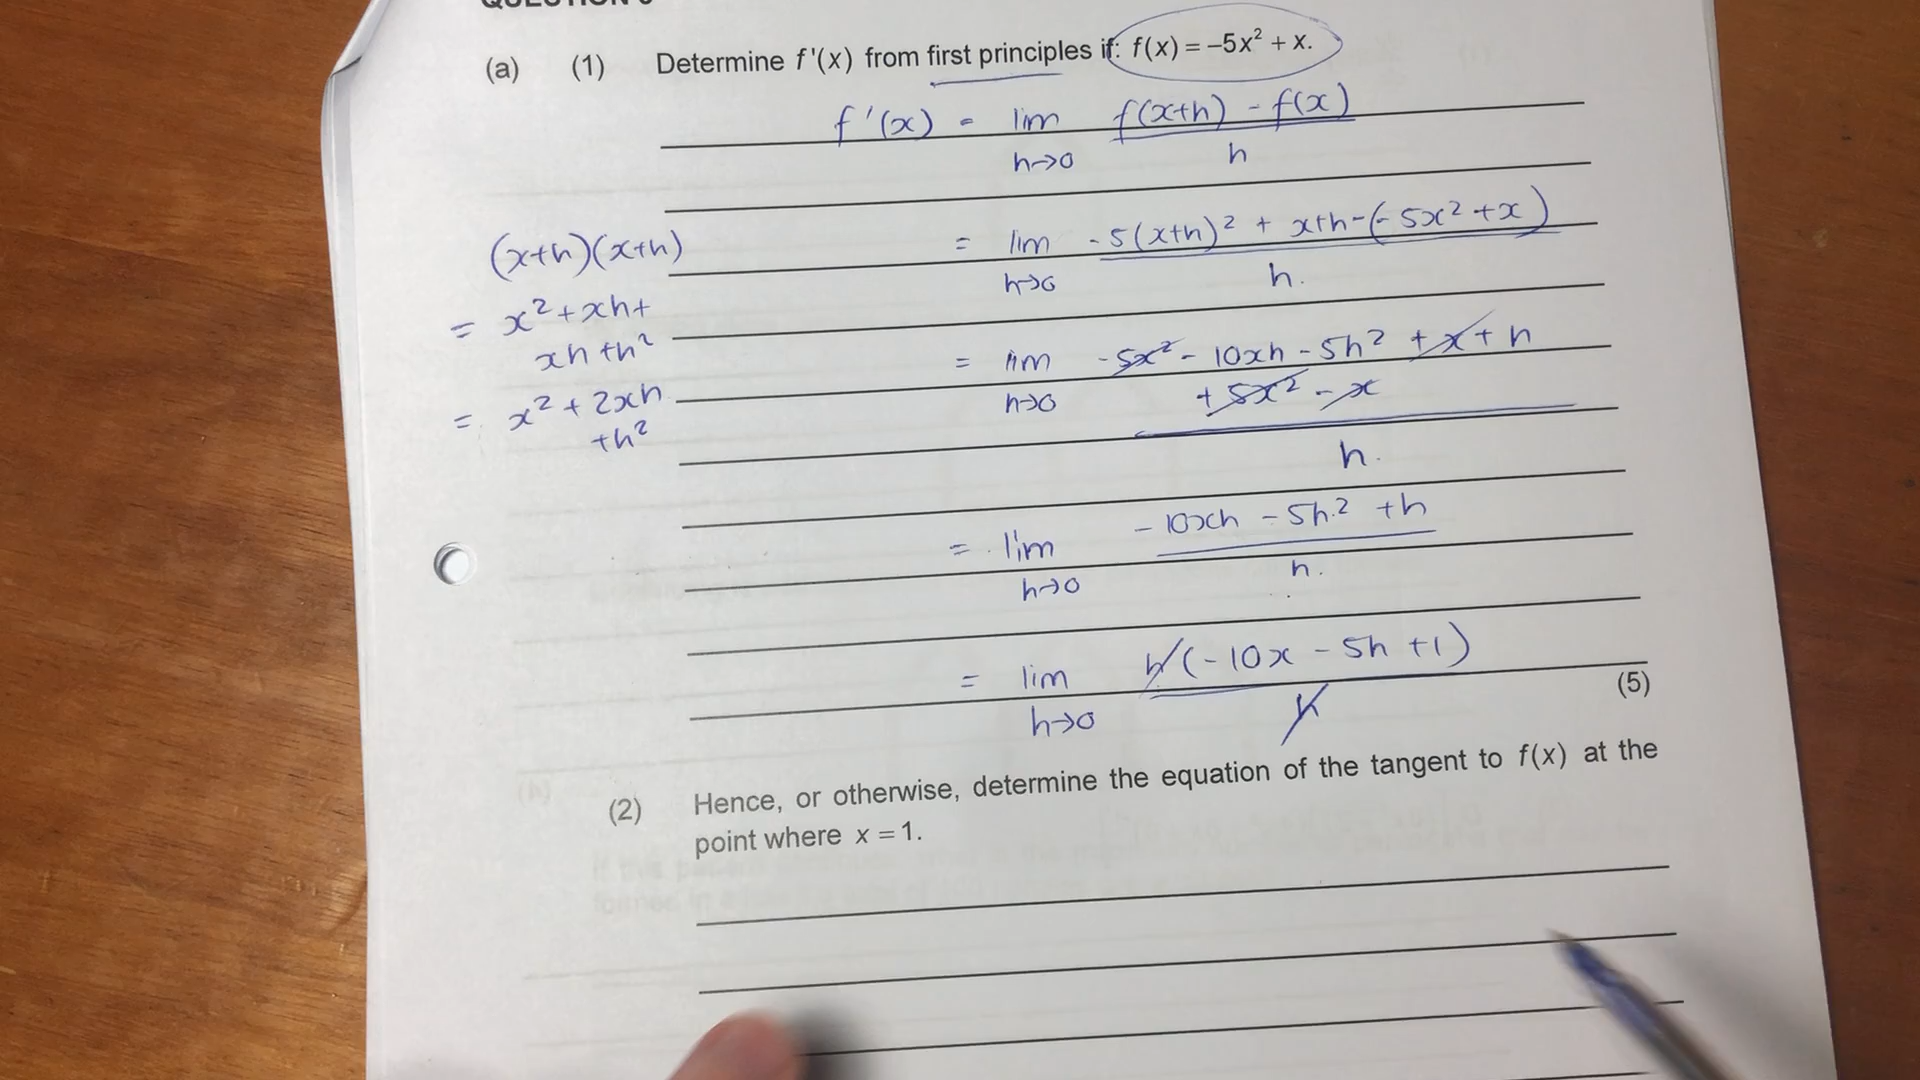 (a) (1) Determine f'(x) from first principles if: f(x) = –5x² + x.
f'(x) = lim f(x+h) - f(x)
h→0 h
(x+h)(x+h) = lim -5(x+h)² + x+h-(-5x²+x)
h→0 h.
= x²+xh+
xh+h² = lim -5x² - 10xh - 5h² + x + h
+ 5x² - x
h→0
= x² + 2xh
+h²
h.
= lim -10xh - 5h² + h
h→0 h.
= lim h(-10x - 5h + 1)
h→0 h
(5)
(2) Hence, or otherwise, determine the equation of the tangent to f(x) at the
point where x = 1.